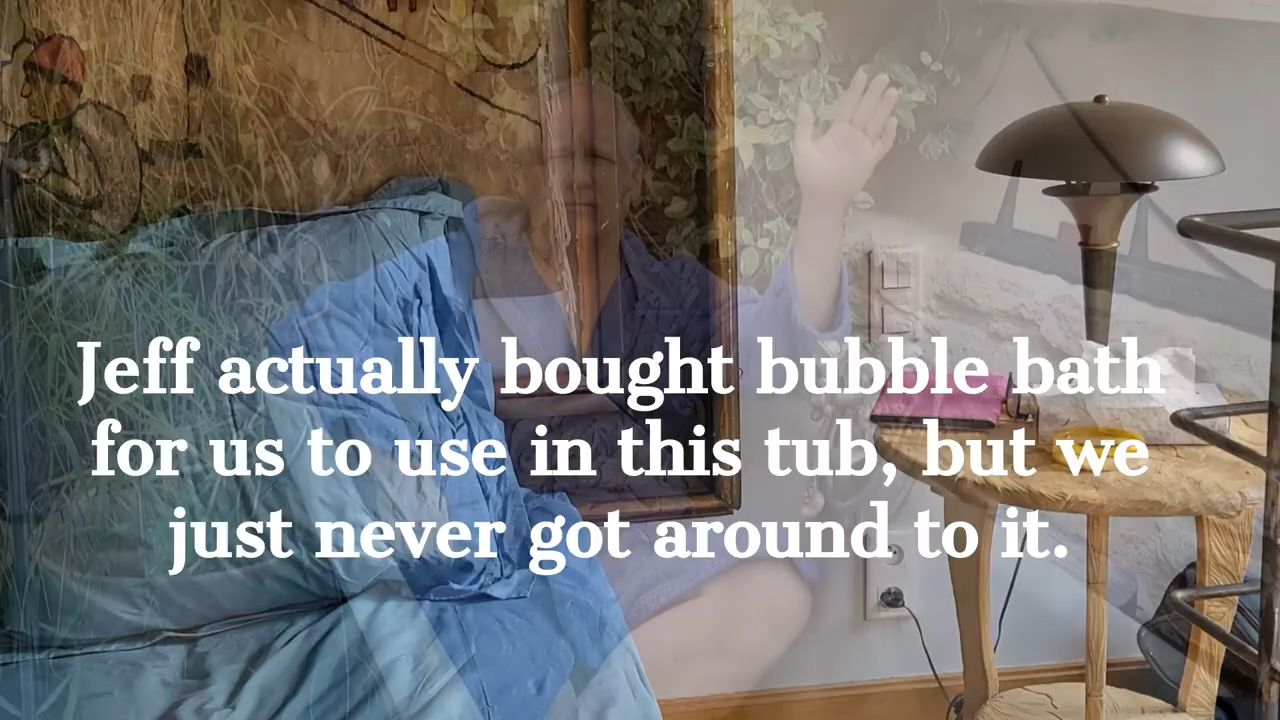 Jeff actually bought bubble bath
for us to use in this tub, but we
just never got around to it.